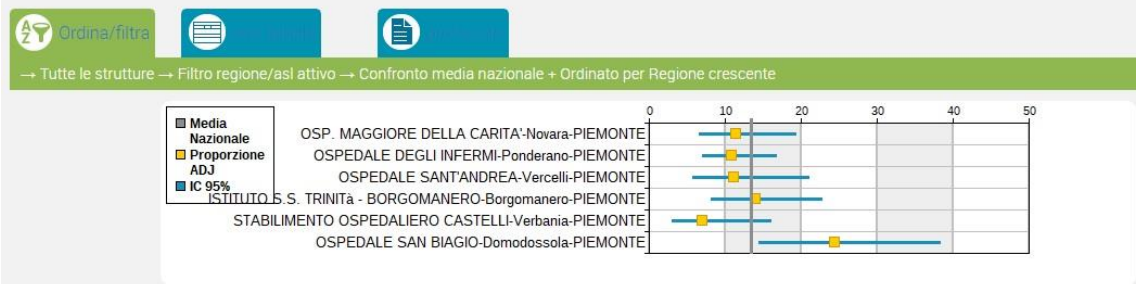 Ordina/filtra
→ Tutte le strutture → Filtro regione/asl attivo → Confronto media nazionale + Ordinato per Regione crescente
0 10 20 30 40 50
Media
Nazionale
Proporzione
ADJ
IC 95%
OSP. MAGGIORE DELLA CARITA'-Novara-PIEMONTE
OSPEDALE DEGLI INFERMI-Ponderano-PIEMONTE
OSPEDALE SANT'ANDREA-Vercelli-PIEMONTE
ISTITUTO S.S. TRINITà - BORGOMANERO-Borgomanero-PIEMONTE
STABILIMENTO OSPEDALIERO CASTELLI-Verbania-PIEMONTE
OSPEDALE SAN BIAGIO-Domodossola-PIEMONTE